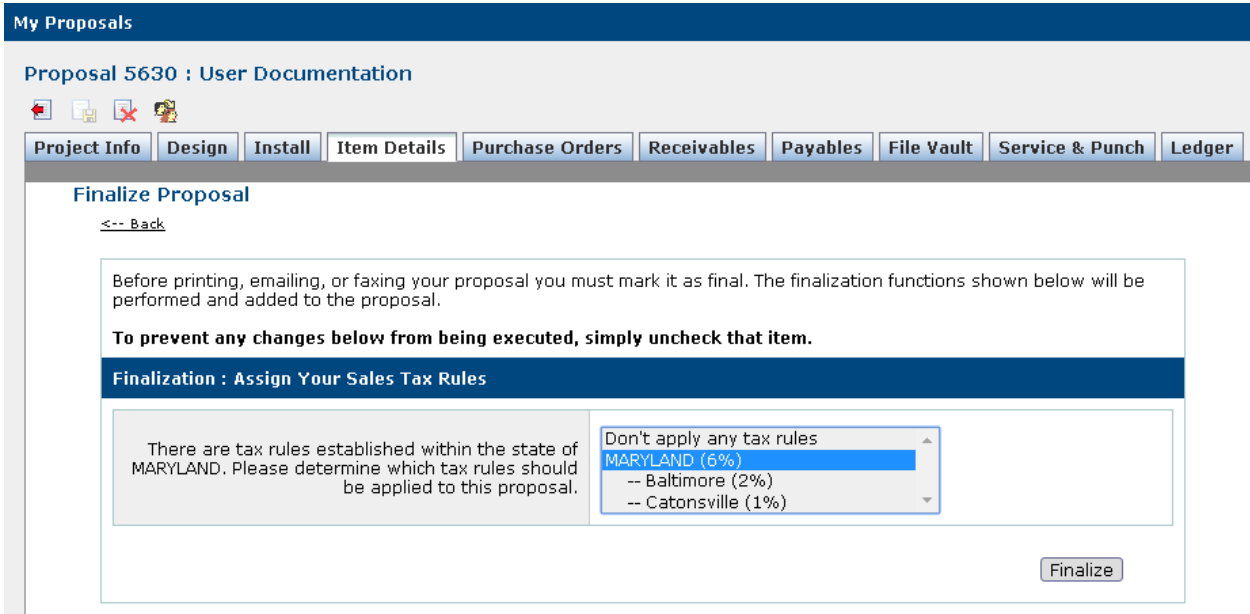 My Proposals
Proposal 5630 : User Documentation
Project Info Design Install Item Details Purchase Orders Receivables Payables File Vault Service & Punch Ledger
Finalize Proposal
<-- Back
Before printing, emailing, or faxing your proposal you must mark it as final. The finalization functions shown below will be
performed and added to the proposal.
To prevent any changes below from being executed, simply uncheck that item.
Finalization : Assign Your Sales Tax Rules
There are tax rules established within the state of
MARYLAND. Please determine which tax rules should
be applied to this proposal.
Don't apply any tax rules
MARYLAND (6%)
-- Baltimore (2%)
-- Catonsville (1%)
Finalize